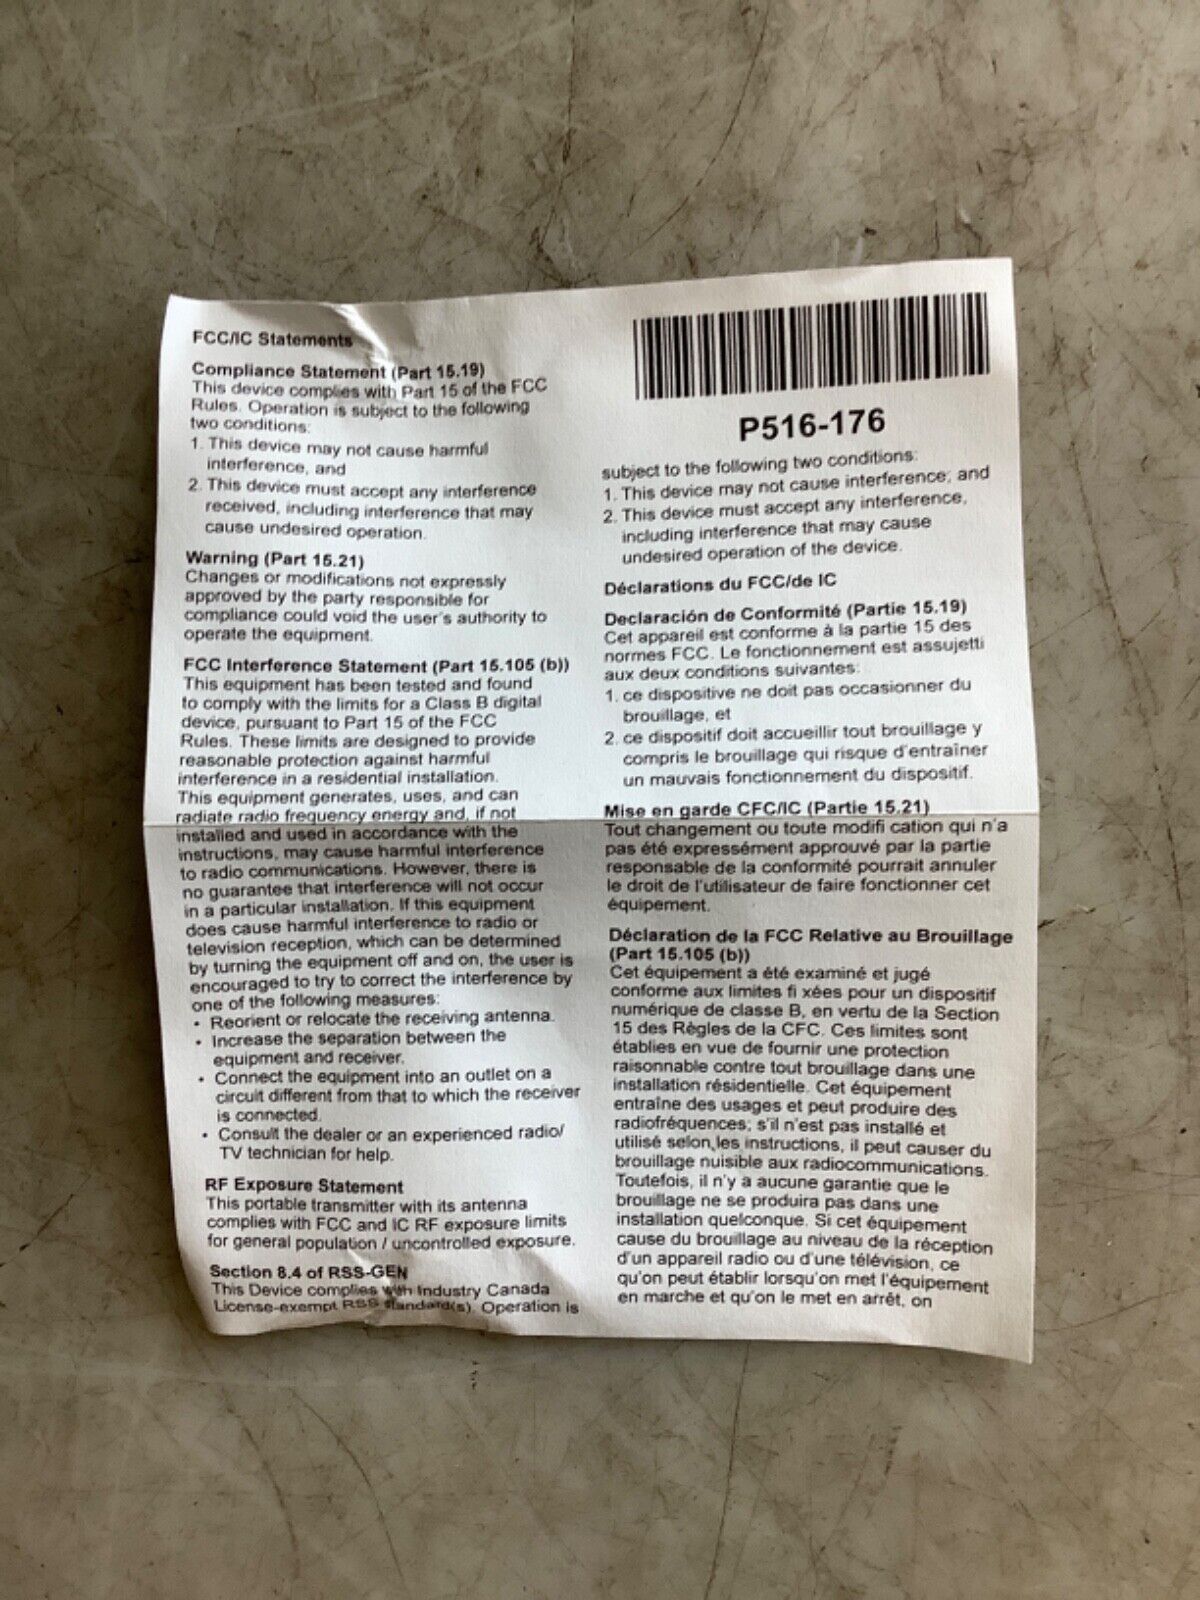 FCC/IC Statements
Compliance Statement (Part 15.19)
This device complies with Part 15 of the FCC
Rules. Operation is subject to the following
two conditions:
1. This device may not cause harmful
interference, and
2. This device must accept any interference
received, including interference that may
cause undesired operation.
Warning (Part 15.21)
Changes or modifications not expressly
approved by the party responsible for
compliance could void the user's authority to
operate the equipment.
FCC Interference Statement (Part 15.105 (b))
This equipment has been tested and found
to comply with the limits for a Class B digital
device, pursuant to Part 15 of the FCC
Rules. These limits are designed to provide
reasonable protection against harmful
interference in a residential installation.
This equipment generates, uses, and can
radiate radio frequency energy and, if not
installed and used in accordance with the
instructions, may cause harmful interference
to radio communications. However, there is
no guarantee that interference will not occur
in a particular installation. If this equipment
does cause harmful interference to radio or
television reception, which can be determined
by turning the equipment off and on, the user is
encouraged to try to correct the interference by
one of the following measures:
• Reorient or relocate the receiving antenna.
• Increase the separation between the
equipment and receiver.
• Connect the equipment into an outlet on a
circuit different from that to which the receiver
is connected.
• Consult the dealer or an experienced radio/
TV technician for help.
RF Exposure Statement
This portable transmitter with its antenna
complies with FCC and IC RF exposure limits
for general population / uncontrolled exposure.
Section 8.4 of RSS-GEN
This Device complies with Industry Canada
License-exempt RSS standard(s). Operation is
P516-176
subject to the following two conditions:
1. This device may not cause interference; and
2. This device must accept any interference,
including interference that may cause
undesired operation of the device.
Déclarations du FCC/de IC
Declaración de Conformité (Partie 15.19)
Cet appareil est conforme à la partie 15 des
normes FCC. Le fonctionnement est assujetti
aux deux conditions suivantes:
1. ce dispositive ne doit pas occasionner du
brouillage, et
2. ce dispositif doit accueillir tout brouillage y
compris le brouillage qui risque d'entraîner
un mauvais fonctionnement du dispositif.
Mise en garde CFC/IC (Partie 15.21)
Tout changement ou toute modifi cation qui n'a
pas été expressément approuvé par la partie
responsable de la conformité pourrait annuler
le droit de l'utilisateur de faire fonctionner cet
équipement.
Déclaration de la FCC Relative au Brouillage
(Part 15.105 (b))
Cet équipement a été examiné et jugé
conforme aux limites fi xées pour un dispositif
numérique de classe B, en vertu de la Section
15 des Règles de la CFC. Ces limites sont
établies en vue de fournir une protection
raisonnable contre tout brouillage dans une
installation résidentielle. Cet équipement
entraîne des usages et peut produire des
radiofréquences; s'il n'est pas installé et
utilisé selon les instructions, il peut causer du
brouillage nuisible aux radiocommunications.
Toutefois, il n'y a aucune garantie que le
brouillage ne se produira pas dans une
installation quelconque. Si cet équipement
cause du brouillage au niveau de la réception
d'un appareil radio ou d'une télévision, ce
qu'on peut établir lorsqu'on met l'équipement
en marche et qu'on le met en arrêt, on